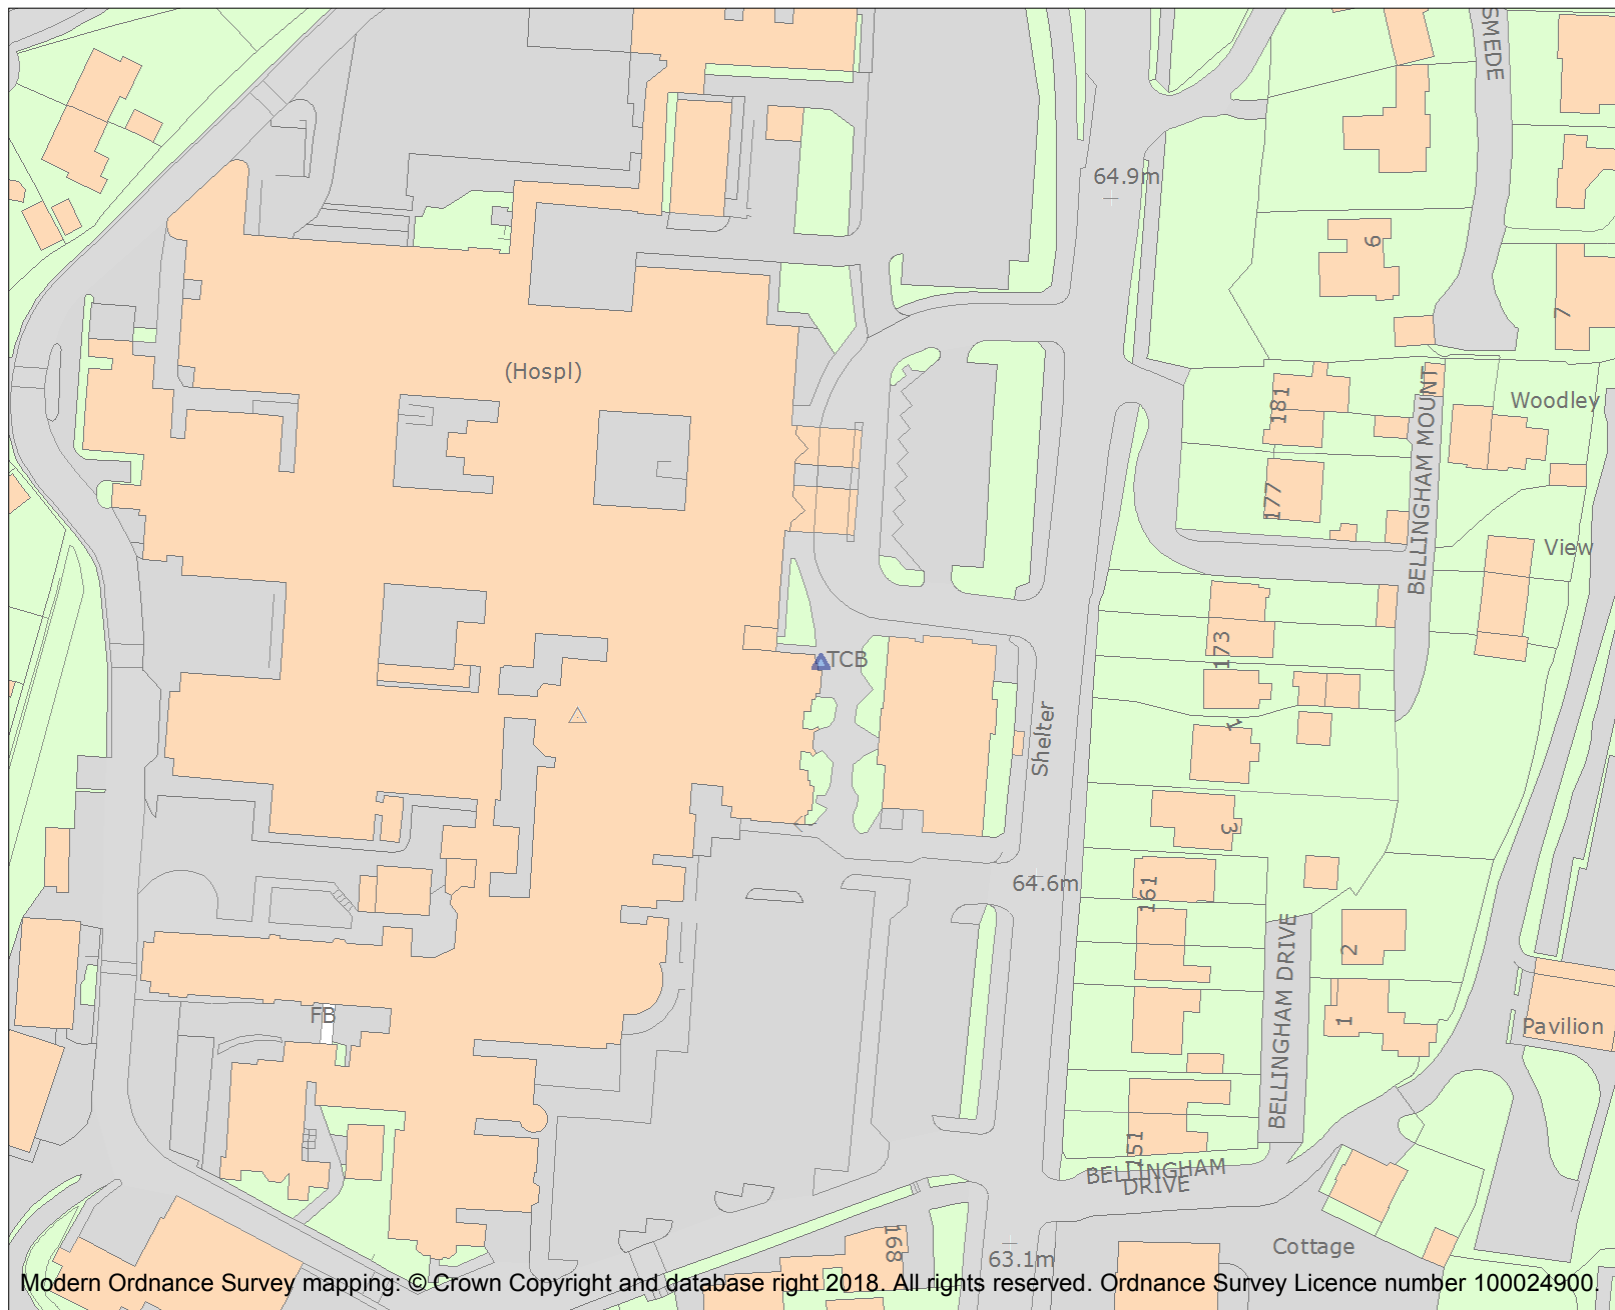 SMEDE
64.9m
6
7
(Hospl)
181
BELLINGHAM MOUNT
Woodley
177
View
173
TCB
1
Shelter
3
64.6m
161
2
BELLINGHAM DRIVE
1
FB
Pavilion
151
BELLINGHAM
DRIVE
168
63.1m
Cottage
Modern Ordnance Survey mapping: © Crown Copyright and database right 2018. All rights reserved. Ordnance Survey Licence number 100024900.